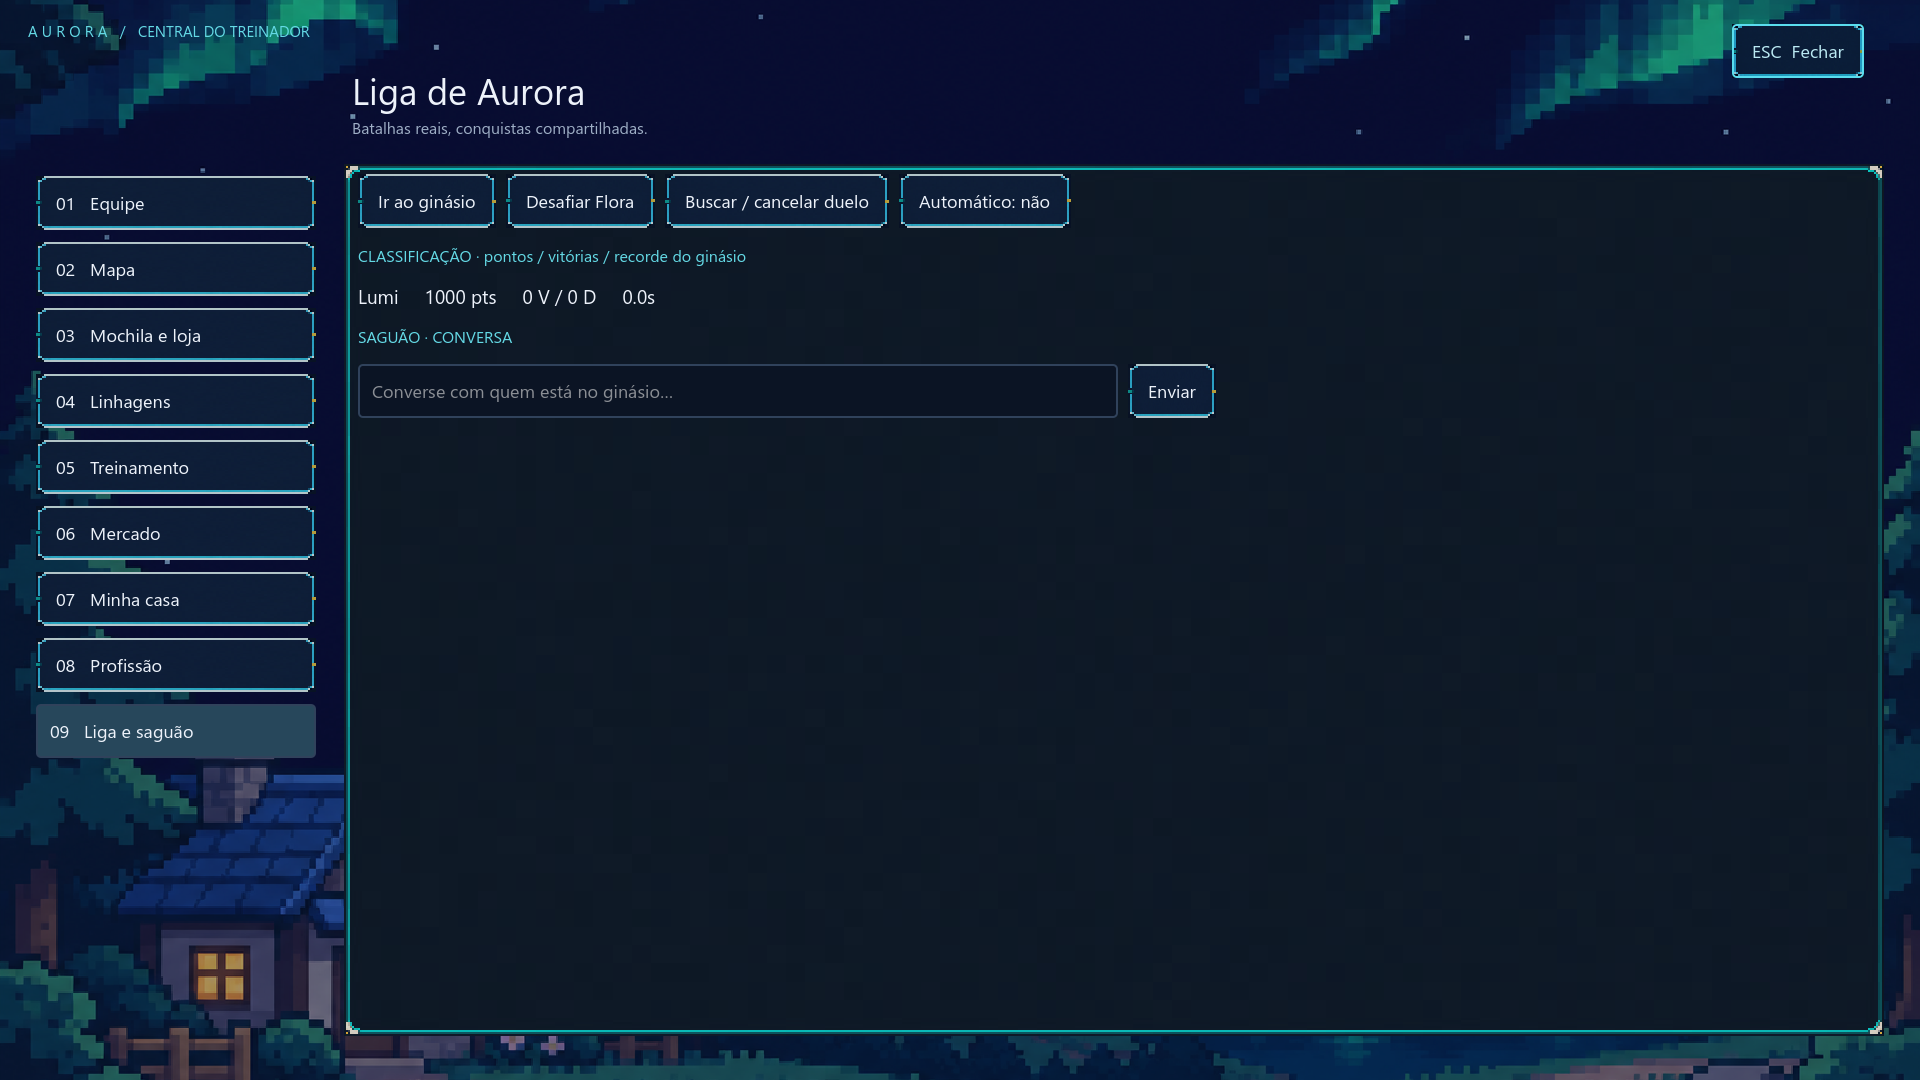 AURORA / CENTRAL DO TREINADOR
ESC Fechar
Liga de Aurora
Batalhas reais, conquistas compartilhadas.
01 Equipe
02 Mapa
03 Mochila e loja
04 Linhagens
05 Treinamento
06 Mercado
07 Minha casa
08 Profissão
09 Liga e saguão
Ir ao ginásio
Desafiar Flora
Buscar / cancelar duelo
Automático: não
CLASSIFICAÇÃO · pontos / vitórias / recorde do ginásio
Lumi 1000 pts 0 V / 0 D 0.0s
SAGUÃO · CONVERSA
Converse com quem está no ginásio...
Enviar